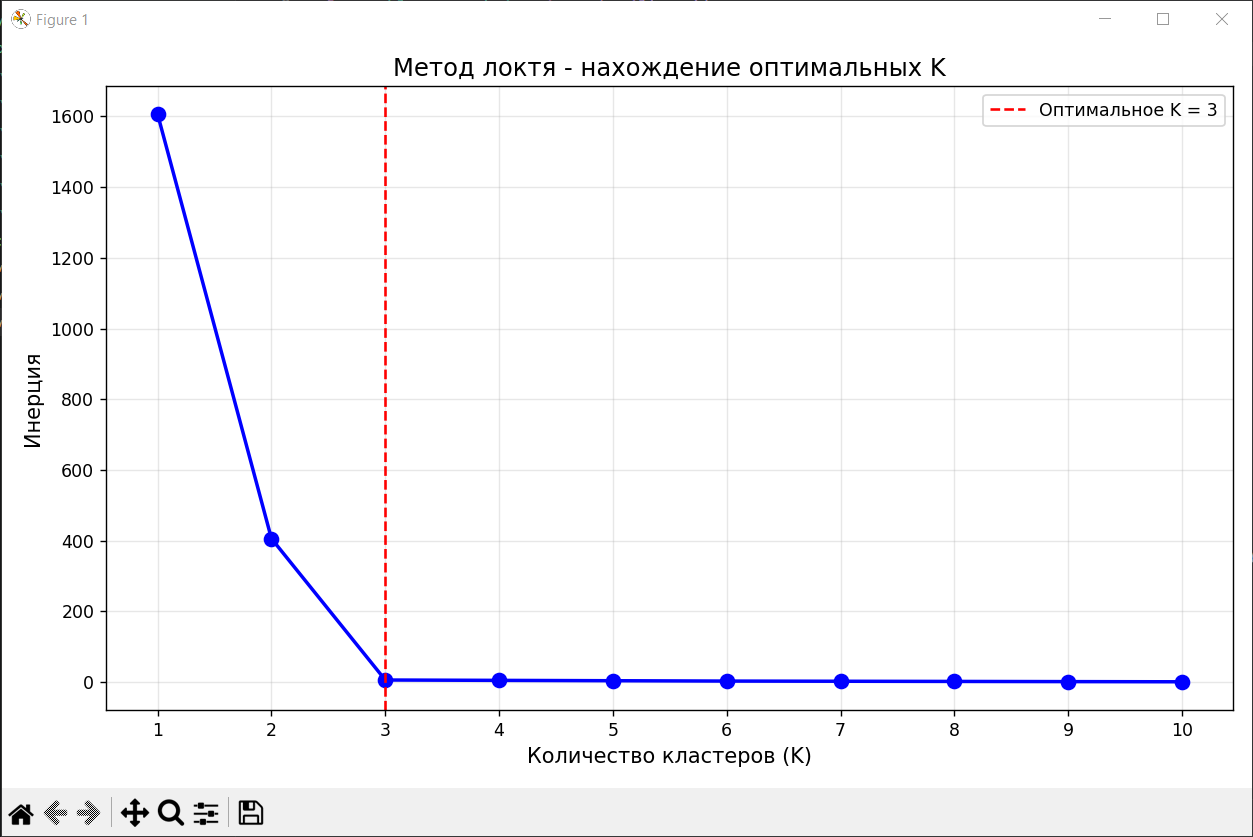 Figure 1
Метод локтя - нахождение оптимальных K
Оптимальное K = 3
1600
1400
1200
1000
800
600
400
200
0
Инерция
1 2 3 4 5 6 7 8 9 10
Количество кластеров (K)